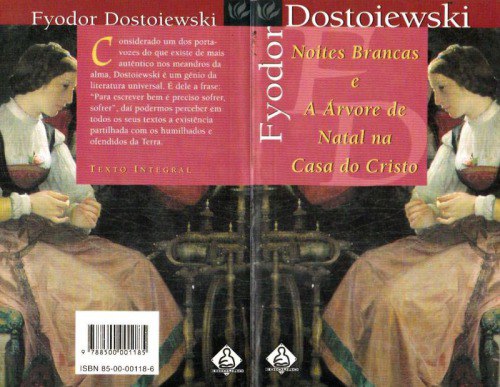 Fyodor Dostoiewski
Considerado um dos porta-
vozes do que existe de mais
autêntico nos meandros da
alma, Dostoiewski é um gênio da
literatura universal. É dele a frase:
"Para escrever bem é preciso sofrer,
sofrer", daí podermos perceber em
todos os seus textos a existência
partilhada com os humilhados e
ofendidos da Terra.
TEXTO INTEGRAL
9 788500 001185
ISBN 85-00-00118-6
Fyodor
Dostoiewski
Noites Brancas
e
A Árvore de
Natal na
Casa do Cristo